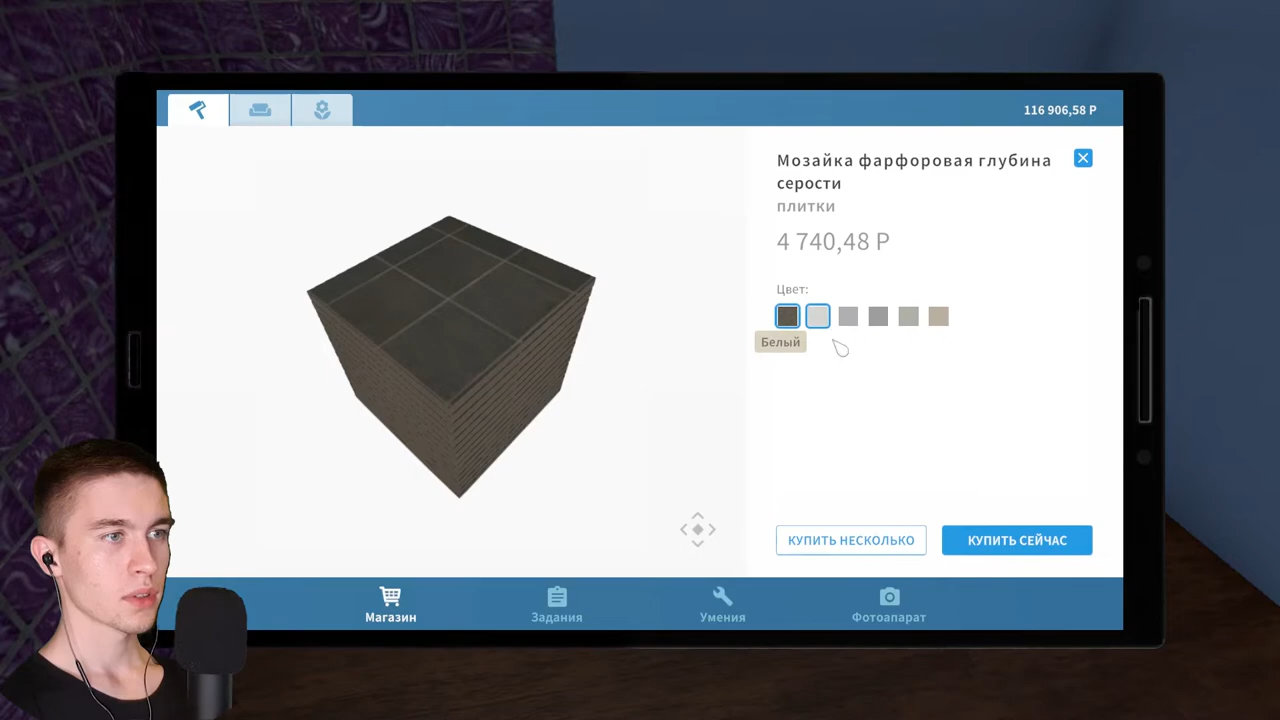 116 906,58 Р
Мозайка фарфоровая глубина
серости
плитки
4 740,48 Р
Цвет:
Белый
КУПИТЬ НЕСКОЛЬКО
КУПИТЬ СЕЙЧАС
Магазин
Задания
Умения
Фотоапарат